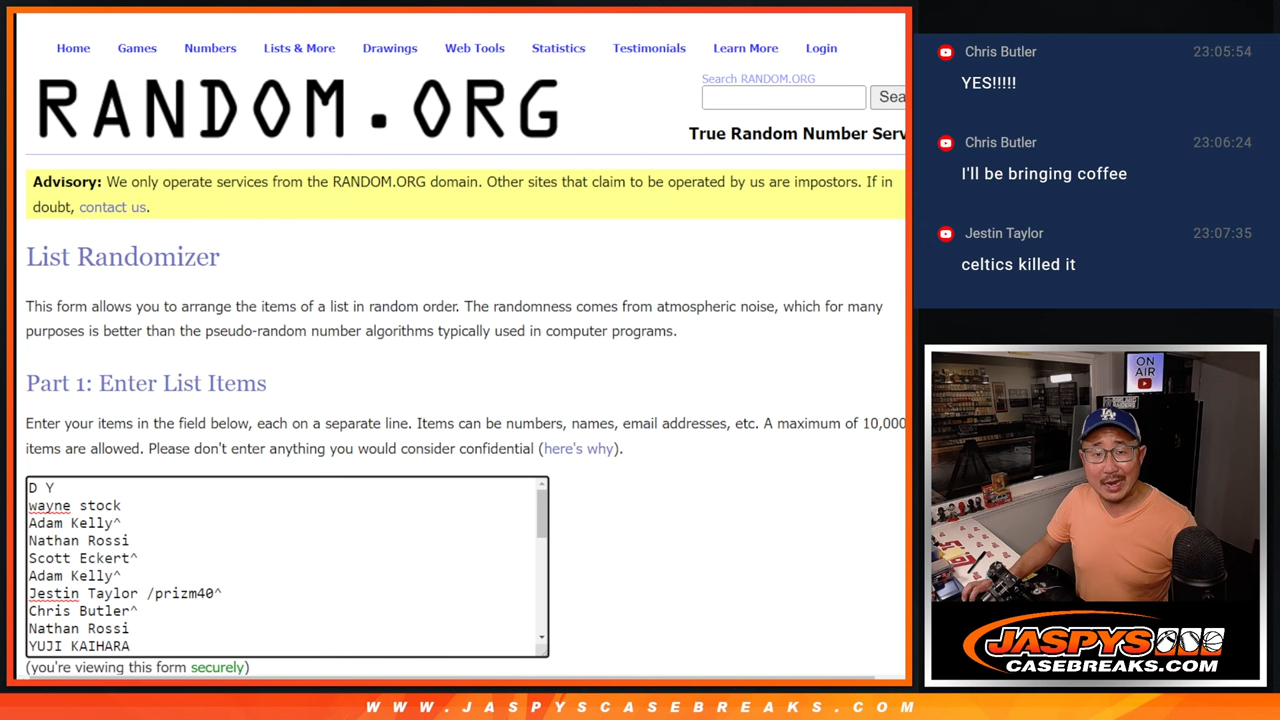 Home Games Numbers Lists & More Drawings Web Tools Statistics Testimonials Learn More Login
RANDOM.ORG
Search RANDOM.ORG
Sea
True Random Number Serv
Advisory: We only operate services from the RANDOM.ORG domain. Other sites that claim to be operated by us are impostors. If in
doubt, contact us.
List Randomizer
This form allows you to arrange the items of a list in random order. The randomness comes from atmospheric noise, which for many
purposes is better than the pseudo-random number algorithms typically used in computer programs.
Part 1: Enter List Items
Enter your items in the field below, each on a separate line. Items can be numbers, names, email addresses, etc. A maximum of 10,000
items are allowed. Please don't enter anything you would consider confidential (here's why).
D Y
wayne stock
Adam Kelly^
Nathan Rossi
Scott Eckert^
Adam Kelly^
Jestin Taylor /prizm40^
Chris Butler^
Nathan Rossi
YUJI KAIHARA
(you're viewing this form securely)
Chris Butler 23:05:54
YES!!!!!
Chris Butler 23:06:24
I'll be bringing coffee
Jestin Taylor 23:07:35
celtics killed it
ON
AIR
LA
JASPYS
CASEBREAKS.COM
WWW.JASPYSCASEBREAKS.COM